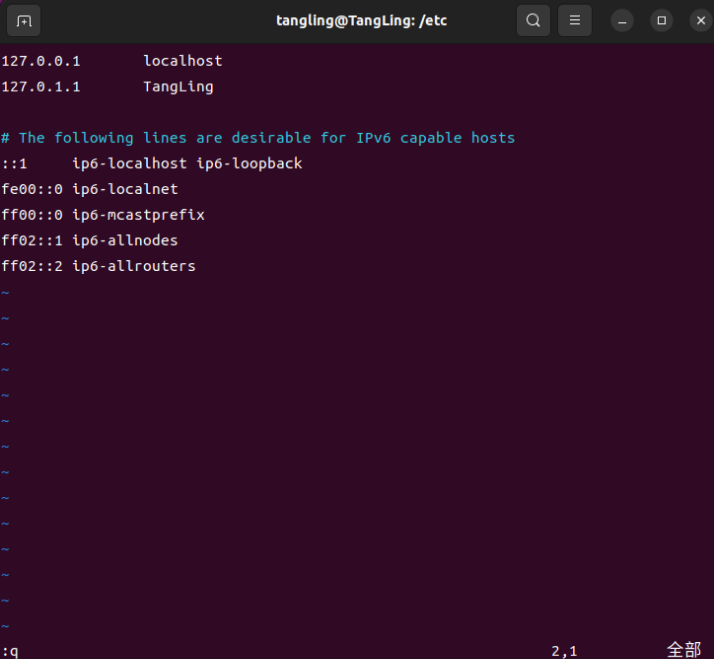 tangling@TangLing: /etc
127.0.0.1       localhost
127.0.1.1       TangLing
# The following lines are desirable for IPv6 capable hosts
::1     ip6-localhost ip6-loopback
fe00::0 ip6-localnet
ff00::0 ip6-mcastprefix
ff02::1 ip6-allnodes
ff02::2 ip6-allrouters
~
~
~
~
~
~
~
~
~
~
~
~
~
~
:q 2,1 全部